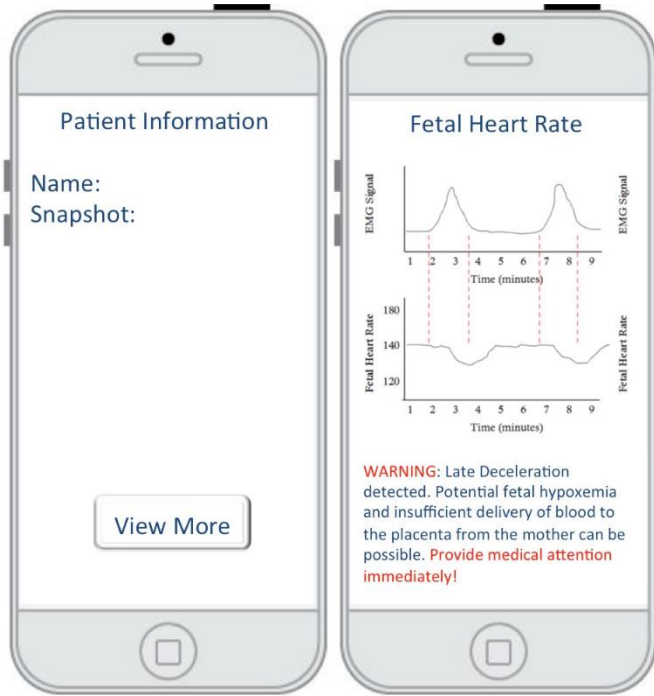 Patient Information
Name:
Snapshot:
View More
Fetal Heart Rate
EMG Signal
EMG Signal
1 2 3 4 5 6 7 8 9
Time (minutes)
180
140
120
Fetal Heart Rate
Fetal Heart Rate
1 2 3 4 5 6 7 8 9
Time (minutes)
WARNING: Late Deceleration
detected. Potential fetal hypoxemia
and insufficient delivery of blood to
the placenta from the mother can be
possible. Provide medical attention
immediately!